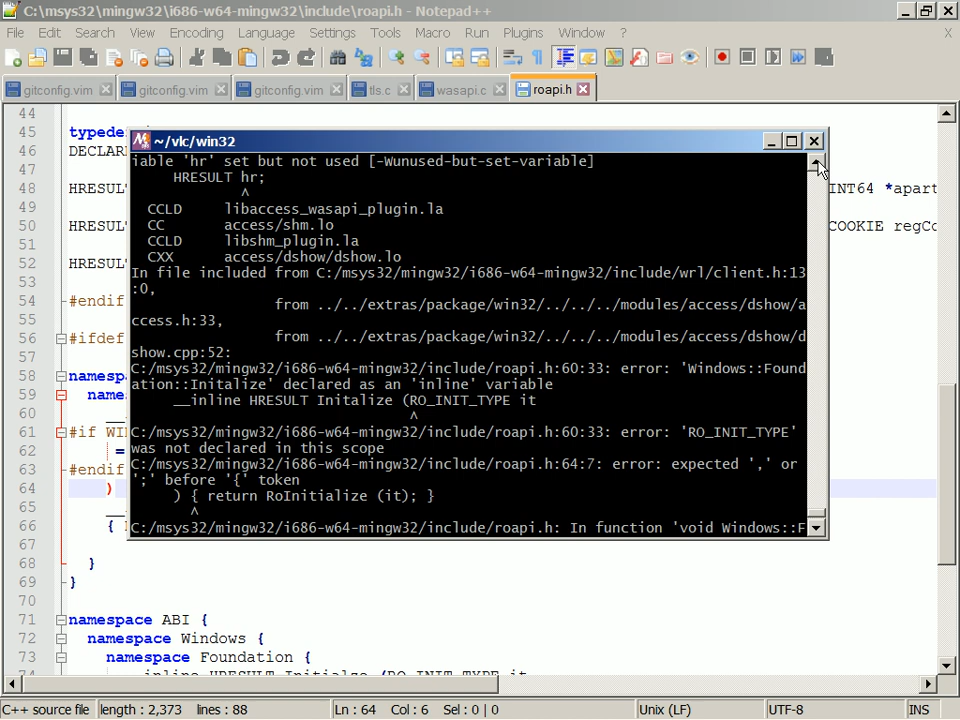 C:\msys32\mingw32\i686-w64-mingw32\include\roapi.h - Notepad++
File Edit Search View Encoding Language Settings Tools Macro Run Plugins Window ? X
gitconfig.vim gitconfig.vim gitconfig.vim tls.c wasapi.c roapi.h
44
45 typede
46 DECLAR
47
48 HRESUL INT64 *apart
49
50 HRESUL COOKIE regCo
51
52 HRESUL
53
54 #endif
55
56 #ifdef
57
58 namesp
59 name
60 __
61 #if WI
62 =
63 #endif
64 )
65 __
66 {
67
68 }
69 }
70
71 namespace ABI {
72 namespace Windows {
73 namespace Foundation {
74 inline HRESULT Initialze (RO_INIT_TYPE it
~/vlc/win32
iable 'hr' set but not used [-Wunused-but-set-variable]
HRESULT hr;
^
CCLD libaccess_wasapi_plugin.la
CC access/shm.lo
CCLD libshm_plugin.la
CXX access/dshow/dshow.lo
In file included from C:/msys32/mingw32/i686-w64-mingw32/include/wrl/client.h:13
:0,
from ../../extras/package/win32/../../../modules/access/dshow/a
ccess.h:33,
from ../../extras/package/win32/../../../modules/access/dshow/d
show.cpp:52:
C:/msys32/mingw32/i686-w64-mingw32/include/roapi.h:60:33: error: 'Windows::Found
ation::Initalize' declared as an 'inline' variable
__inline HRESULT Initalize (RO_INIT_TYPE it
^
C:/msys32/mingw32/i686-w64-mingw32/include/roapi.h:60:33: error: 'RO_INIT_TYPE'
was not declared in this scope
C:/msys32/mingw32/i686-w64-mingw32/include/roapi.h:64:7: error: expected ',' or
';' before '{' token
) { return RoInitialize (it); }
^
C:/msys32/mingw32/i686-w64-mingw32/include/roapi.h: In function 'void Windows::F
C++ source file length : 2,373 lines : 88 Ln : 64 Col : 6 Sel : 0 | 0 Unix (LF) UTF-8 INS